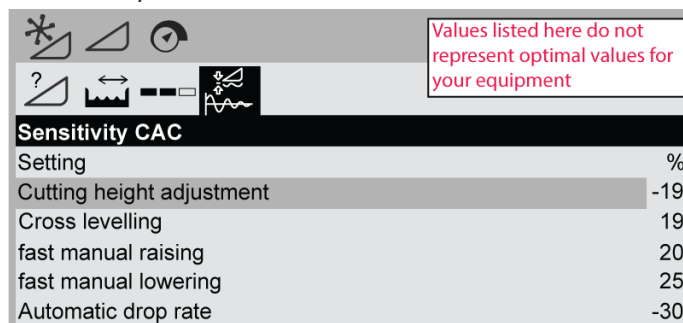 Values listed here do not
represent optimal values for
your equipment
?
Sensitivity CAC
Setting %
Cutting height adjustment -19
Cross levelling 19
fast manual raising 20
fast manual lowering 25
Automatic drop rate -30